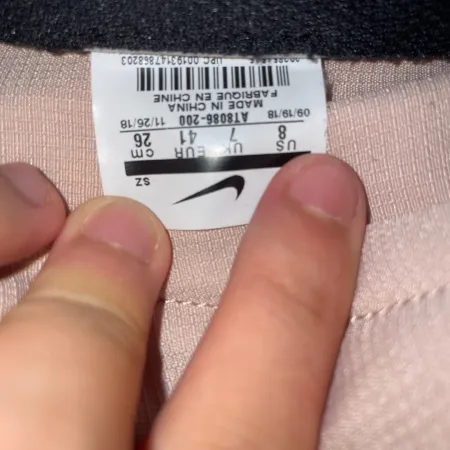 SZ
US UK EUR cm
8 7 41 26
09/19/18 11/26/18
AT8086-200
MADE IN CHINA
FABRIQUE EN CHINE
UPC 00193147868203